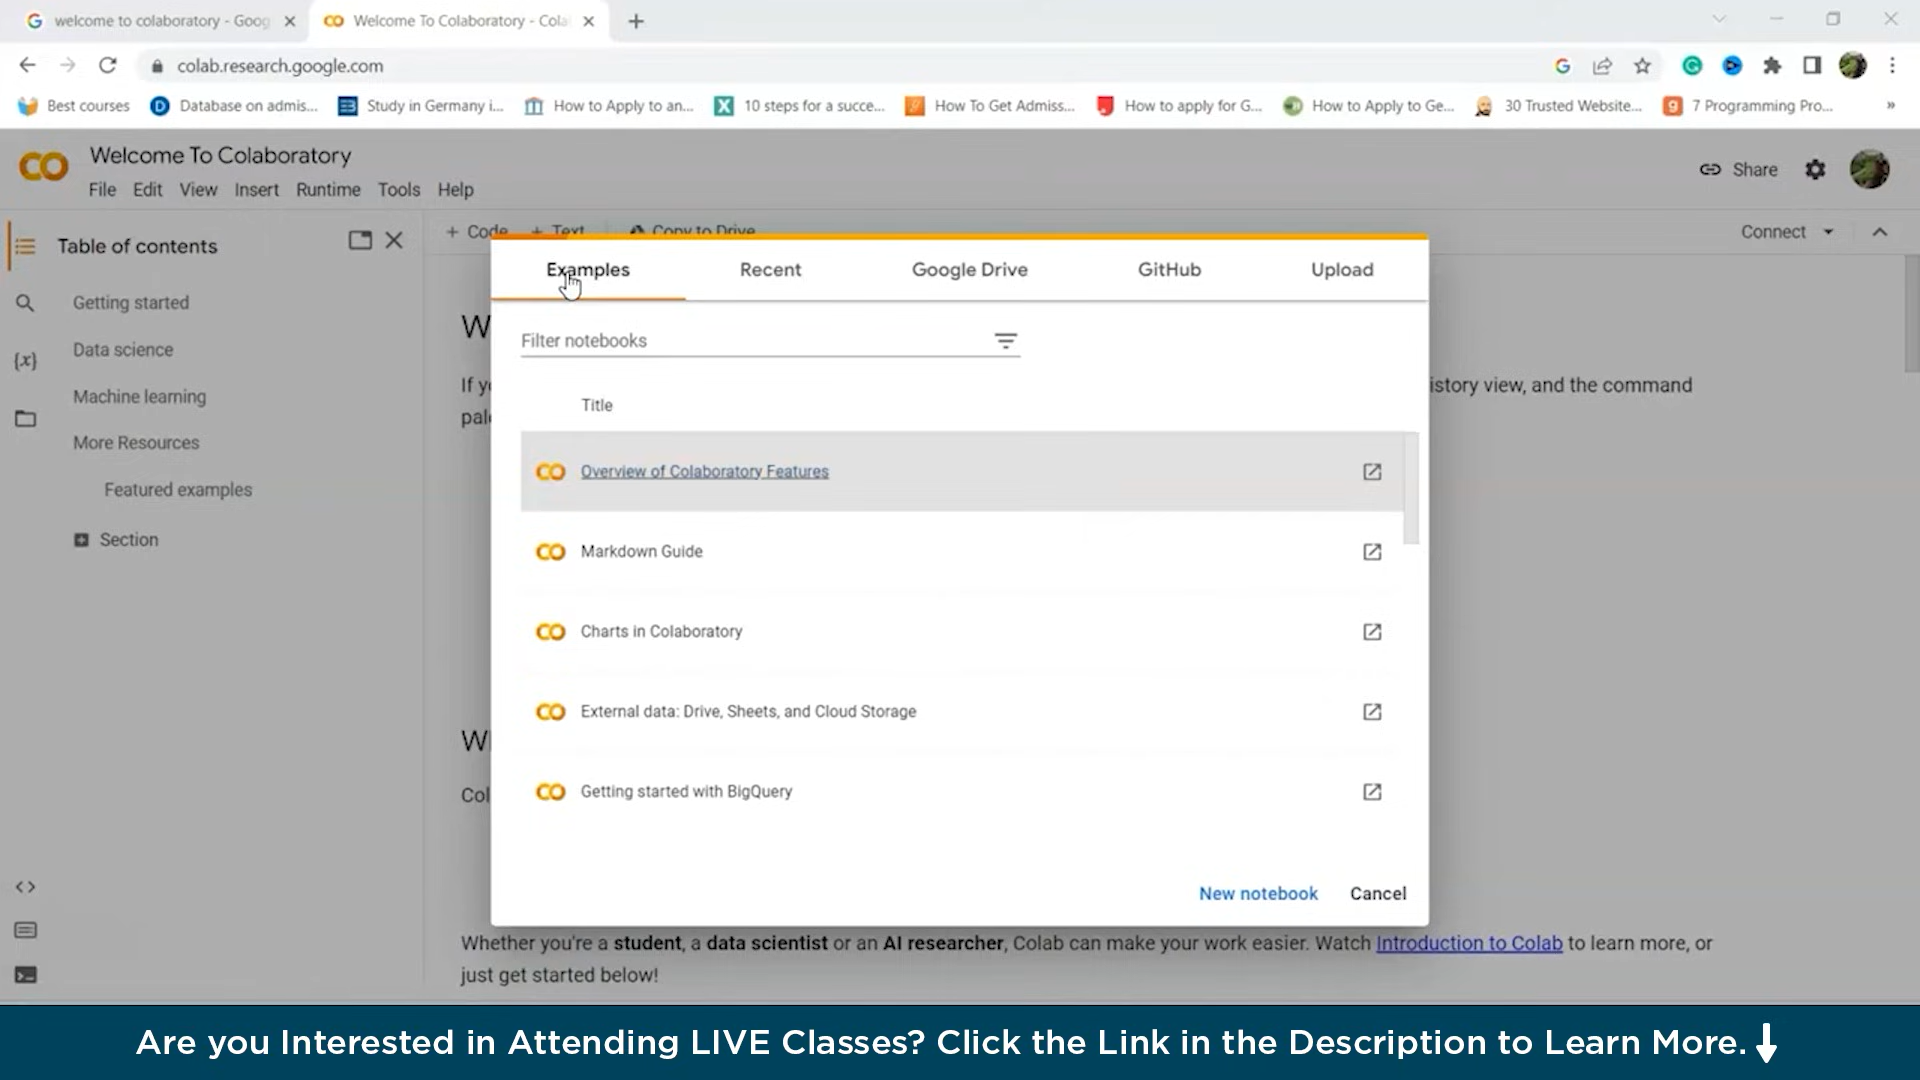 welcome to colaboratory - Goog
Welcome To Colaboratory - Cola
colab.research.google.com
Best courses
Database on admis...
Study in Germany i...
How to Apply to an...
10 steps for a succe...
How To Get Admiss...
How to apply for G...
How to Apply to Ge...
30 Trusted Website...
7 Programming Pro...
»
CO
Welcome To Colaboratory
File Edit View Insert Runtime Tools Help
Share
Table of contents
Getting started
Data science
Machine learning
More Resources
Featured examples
Section
+ Code + Text Copy to Drive
Connect
Examples Recent Google Drive GitHub Upload
Filter notebooks
Title
Overview of Colaboratory Features
Markdown Guide
Charts in Colaboratory
External data: Drive, Sheets, and Cloud Storage
Getting started with BigQuery
New notebook Cancel
If y
istory view, and the command
pal
Col
Whether you're a student, a data scientist or an AI researcher, Colab can make your work easier. Watch Introduction to Colab to learn more, or
just get started below!
Are you Interested in Attending LIVE Classes? Click the Link in the Description to Learn More.